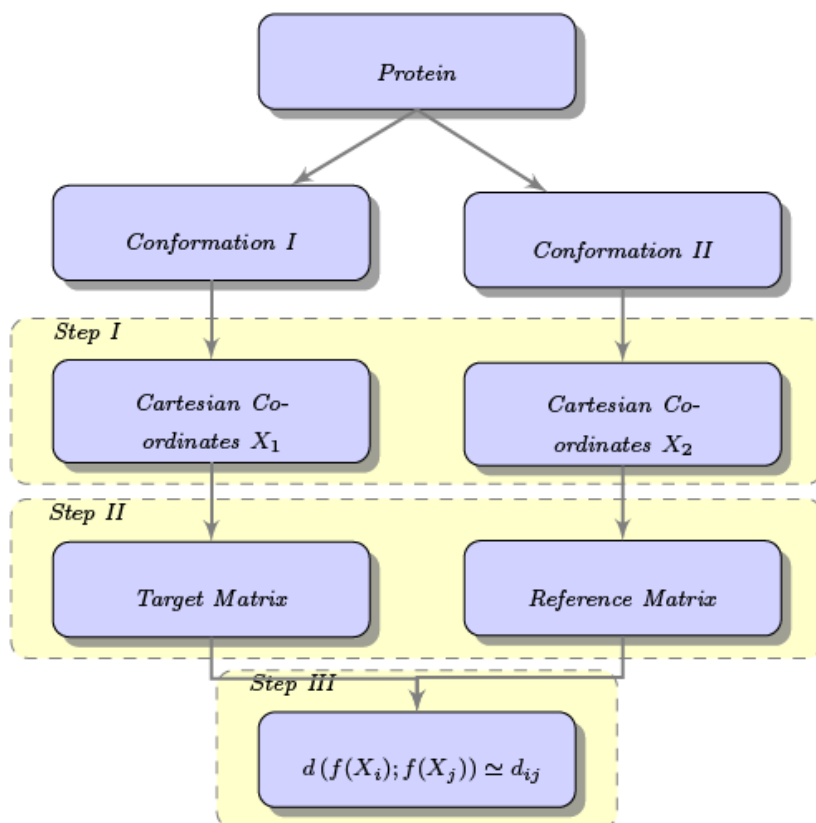 Protein
Conformation I
Conformation II
Step I
Cartesian Co-
ordinates X₁
Cartesian Co-
ordinates X₂
Step II
Target Matrix
Reference Matrix
Step III
d (f(Xᵢ); f(Xⱼ)) ≃ dᵢⱼ